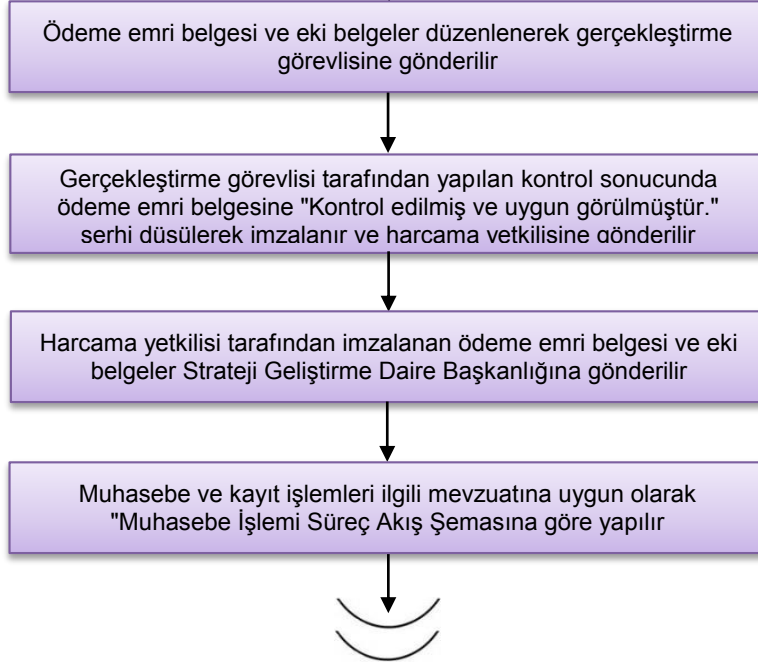 Ödeme emri belgesi ve eki belgeler düzenlenerek gerçekleştirme
görevlisine gönderilir
Gerçekleştirme görevlisi tarafından yapılan kontrol sonucunda
ödeme emri belgesine "Kontrol edilmiş ve uygun görülmüştür."
şerhi düşülerek imzalanır ve harcama yetkilisine gönderilir
Harcama yetkilisi tarafından imzalanan ödeme emri belgesi ve eki
belgeler Strateji Geliştirme Daire Başkanlığına gönderilir
Muhasebe ve kayıt işlemleri ilgili mevzuatına uygun olarak
"Muhasebe İşlemi Süreç Akış Şemasına göre yapılır